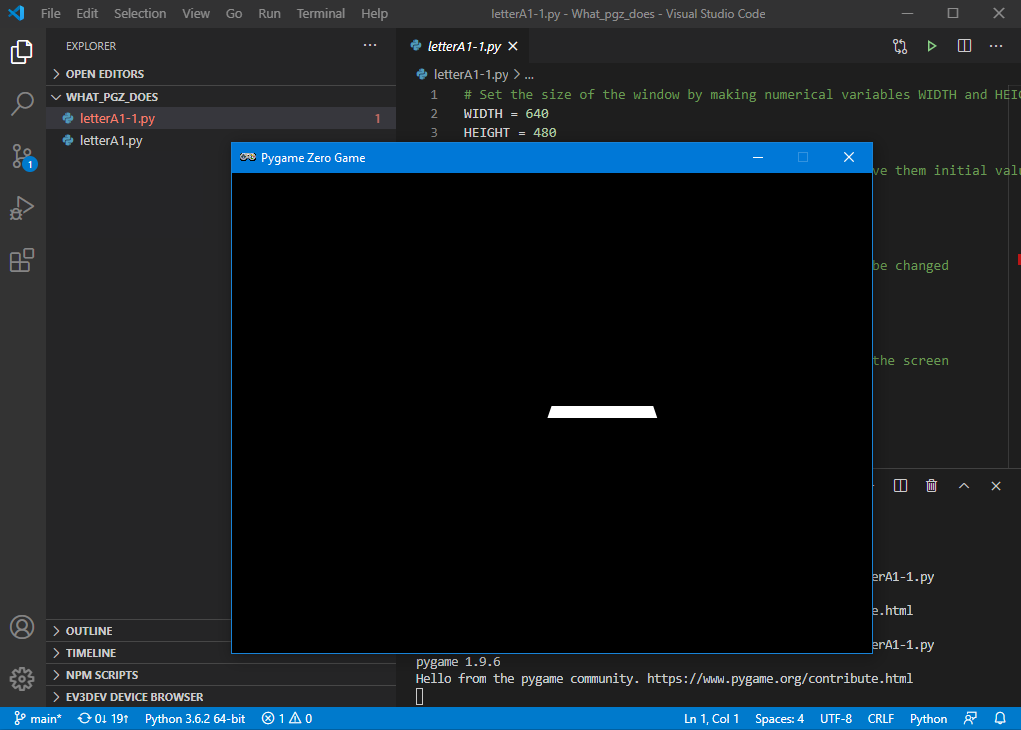 File Edit Selection View Go Run Terminal Help letterA1-1.py - What_pgz_does - Visual Studio Code
EXPLORER
OPEN EDITORS
WHAT_PGZ_DOES
letterA1-1.py 1
letterA1.py
letterA1-1.py
letterA1-1.py > ...
1 # Set the size of the window by making numerical variables WIDTH and HEIG
2 WIDTH = 640
3 HEIGHT = 480
ve them initial valu
be changed
the screen
Pygame Zero Game
erA1-1.py
e.html
erA1-1.py
pygame 1.9.6
Hello from the pygame community. https://www.pygame.org/contribute.html
1
OUTLINE
TIMELINE
NPM SCRIPTS
EV3DEV DEVICE BROWSER
main* 0↓ 19↑ Python 3.6.2 64-bit 1 0 Ln 1, Col 1 Spaces: 4 UTF-8 CRLF Python